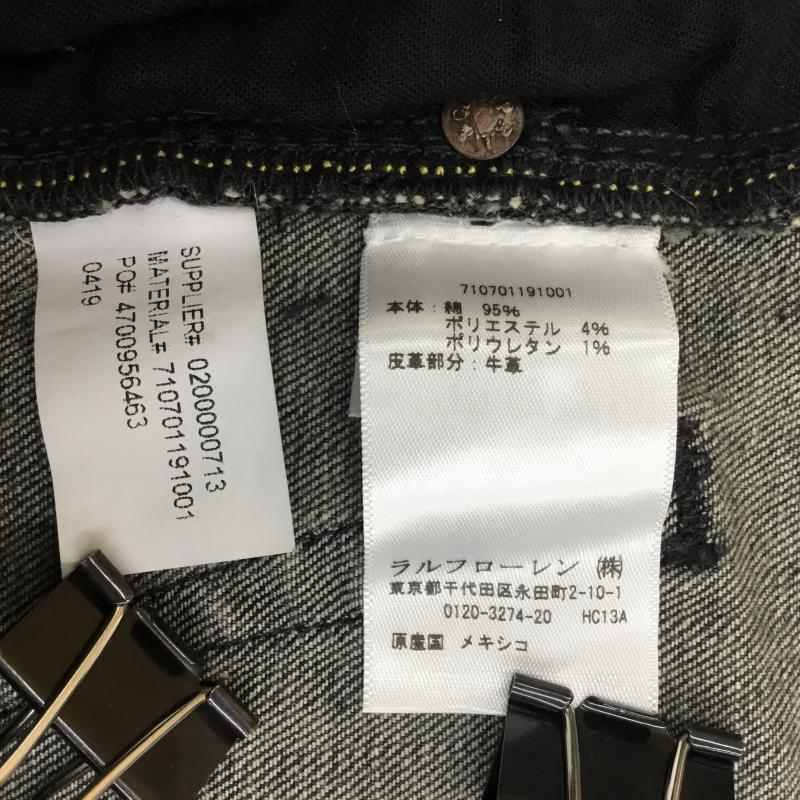 SUPPLIER# 0200000713
MATERIAL# 710701191001
PO# 4700956463
0419
710701191001
本体：綿 95%
ポリエステル 4%
ポリウレタン 1%
皮革部分：牛革
ラルフローレン ㈱
東京都千代田区永田町2-10-1
0120-3274-20 HC13A
原産国 メキシコ